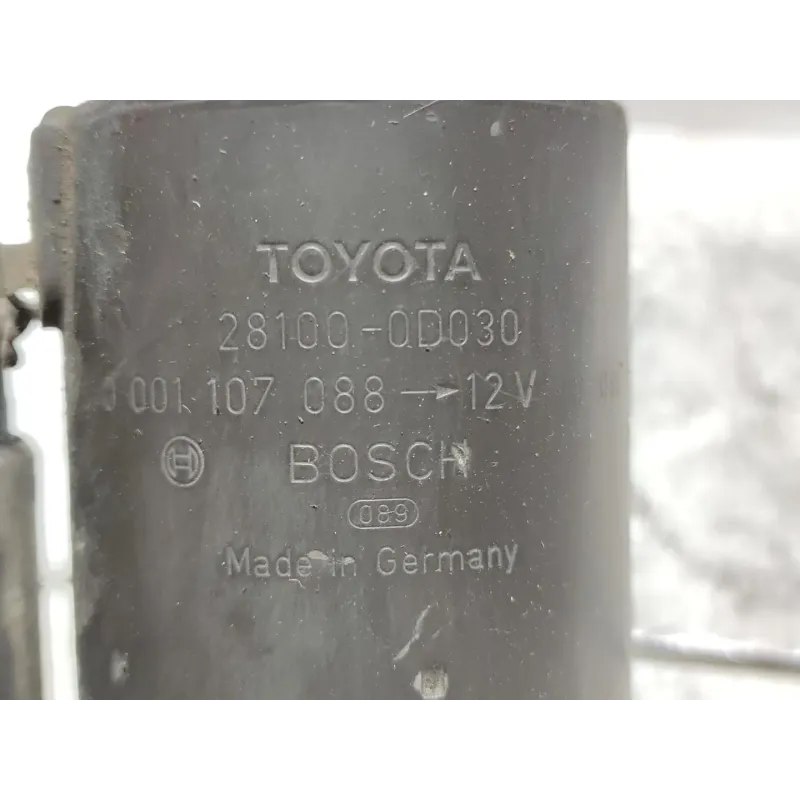 TOYOTA
28100-0D030
0 001 107 088 → 12V
BOSCH
089
Made in Germany